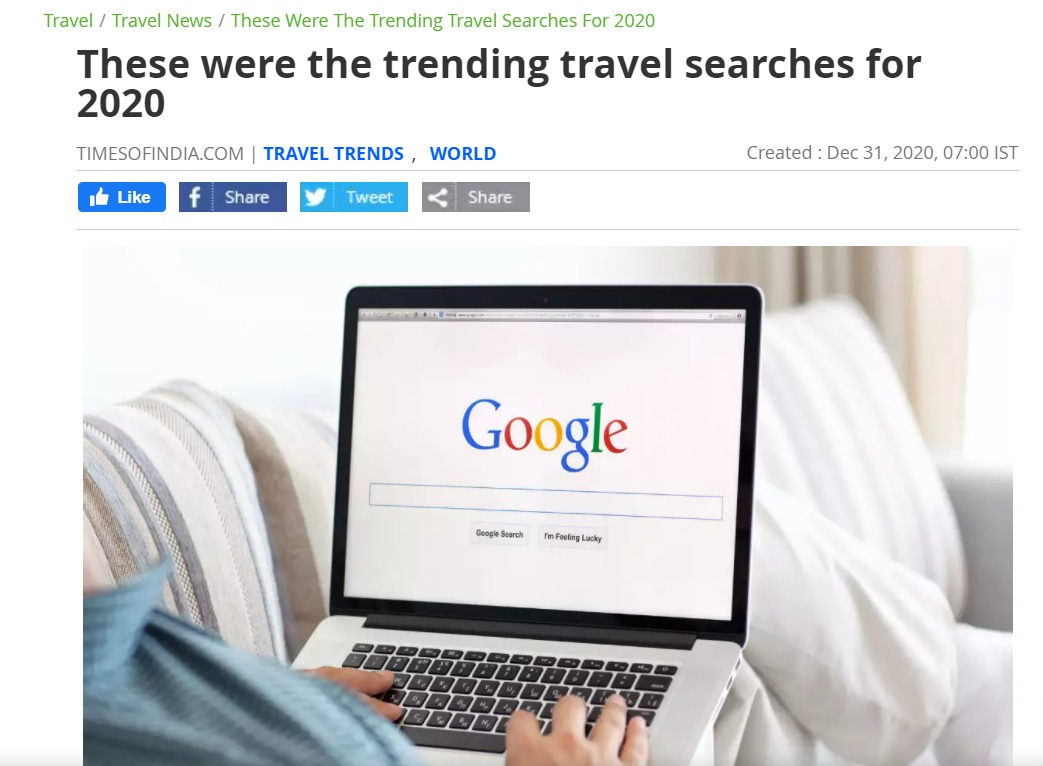 Travel / Travel News / These Were The Trending Travel Searches For 2020
These were the trending travel searches for
2020
TIMESOFINDIA.COM | TRAVEL TRENDS , WORLD
Created : Dec 31, 2020, 07:00 IST
Like
Share
Tweet
Share
Google
Google Search
I'm Feeling Lucky